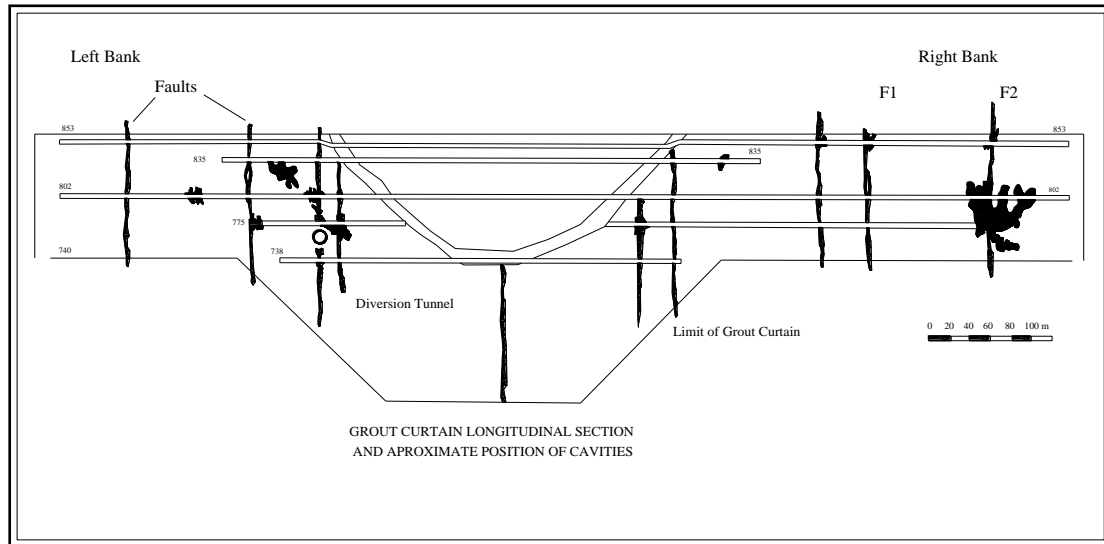 Left Bank
Right Bank
Faults
F1
F2
853
853
835
835
802
802
775
740
738
Diversion Tunnel
0 20 40 60 80 100 m
Limit of Grout Curtain
GROUT CURTAIN LONGITUDINAL SECTION
AND APROXIMATE POSITION OF CAVITIES